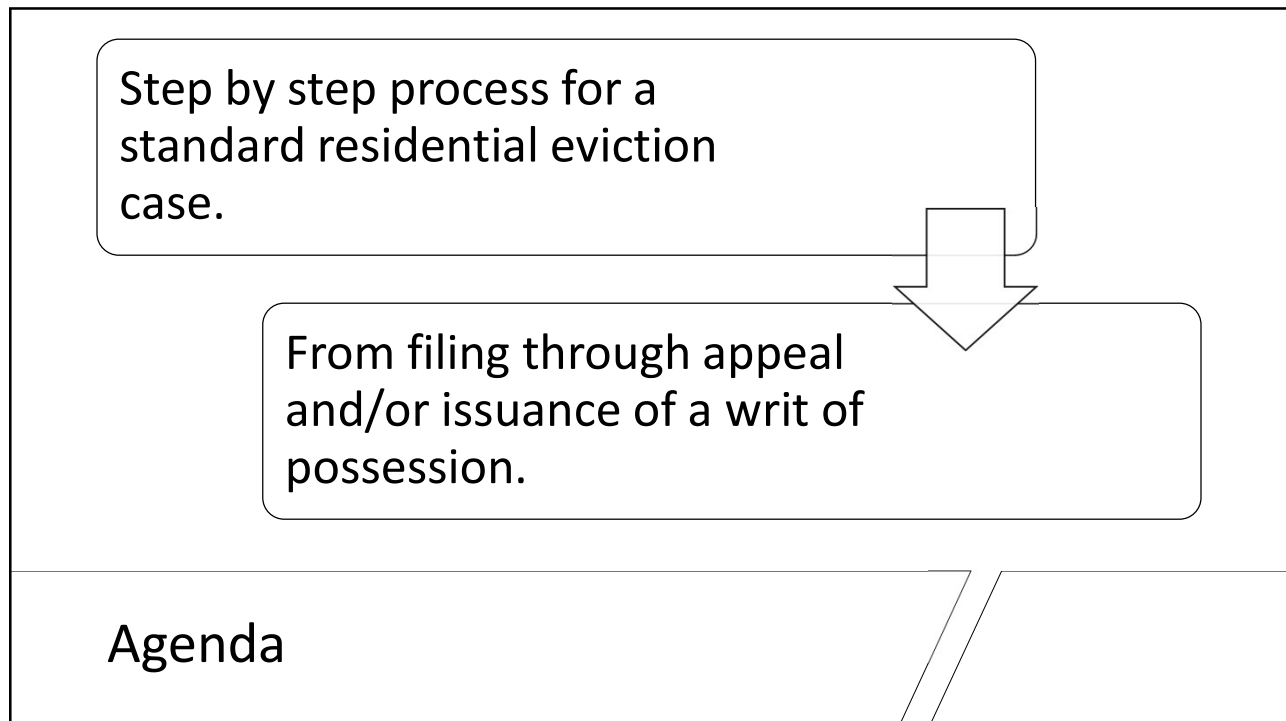 Step by step process for a
standard residential eviction
case.
From filing through appeal
and/or issuance of a writ of
possession.
Agenda